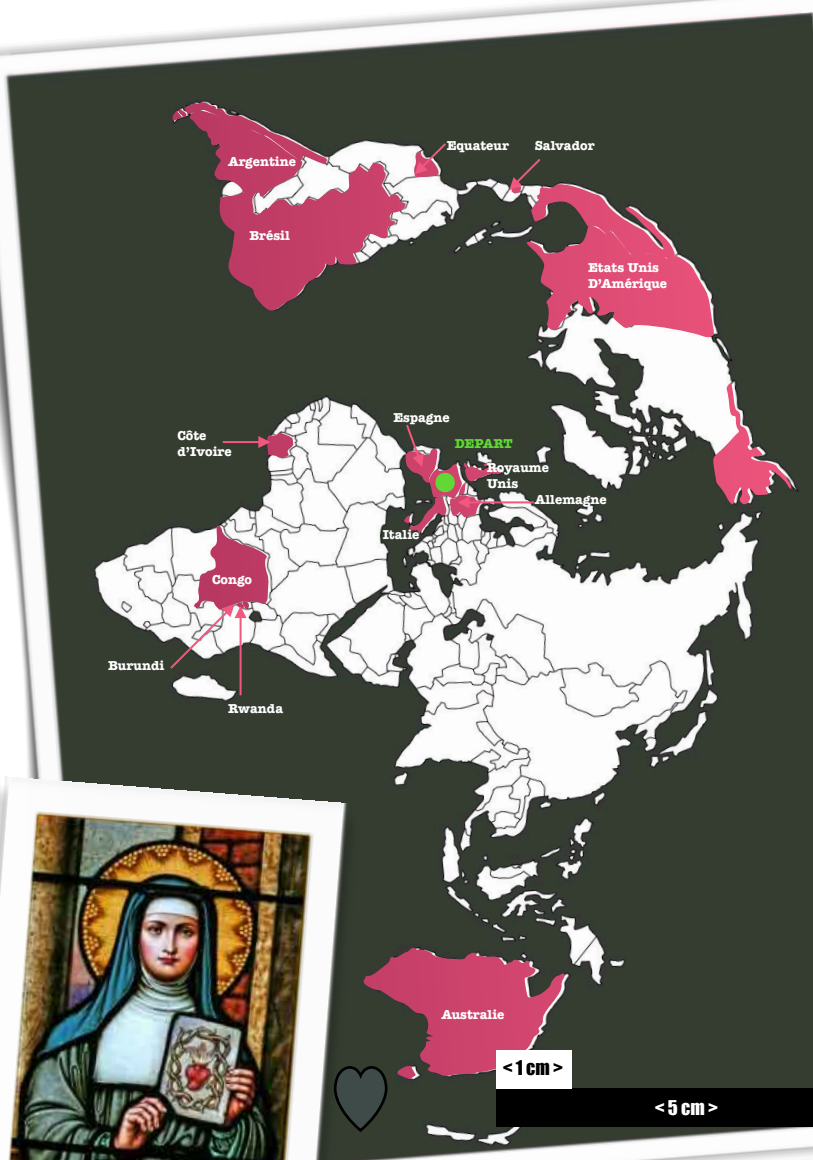 Equateur
Salvador
Argentine
Brésil
Etats Unis
D'Amérique
Espagne
Côte
d'Ivoire
DEPART
Royaume
Unis
Allemagne
Italie
Congo
Burundi
Rwanda
Australie
<1 cm>
<5 cm>